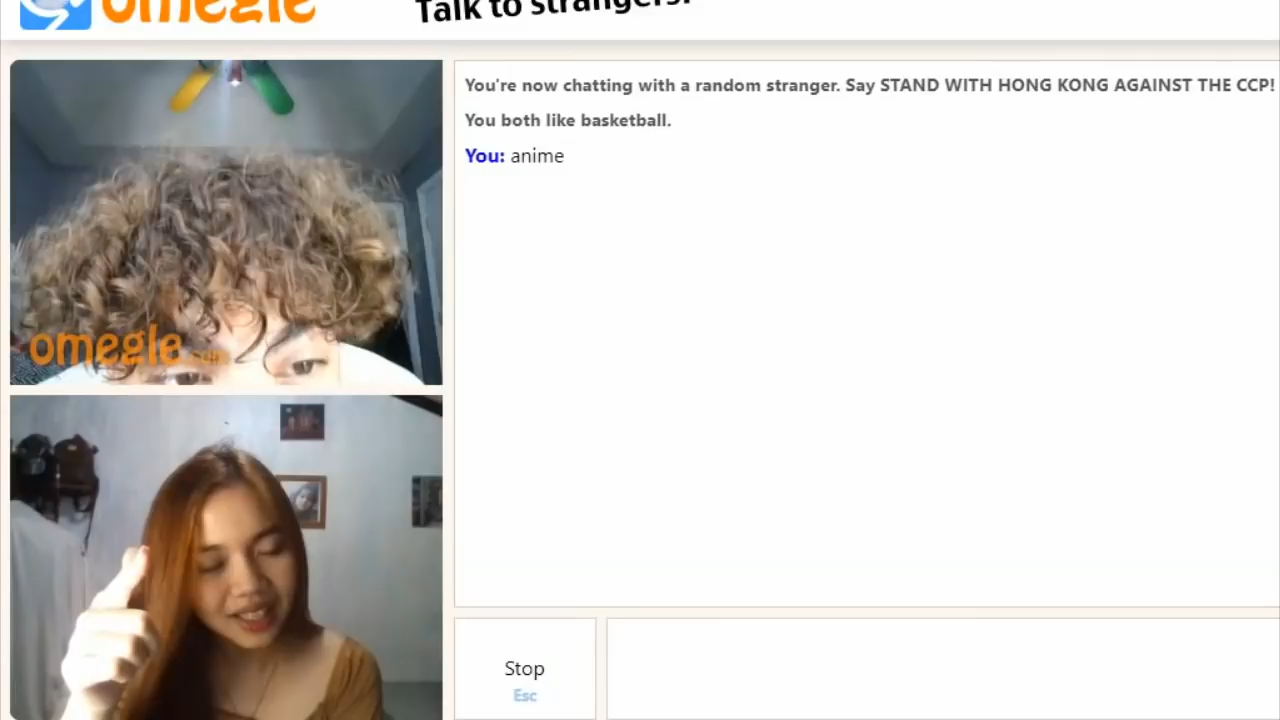 omegle
Talk to strangers!
You're now chatting with a random stranger. Say STAND WITH HONG KONG AGAINST THE CCP!
You both like basketball.
You: anime
omegle.com
Stop
Esc